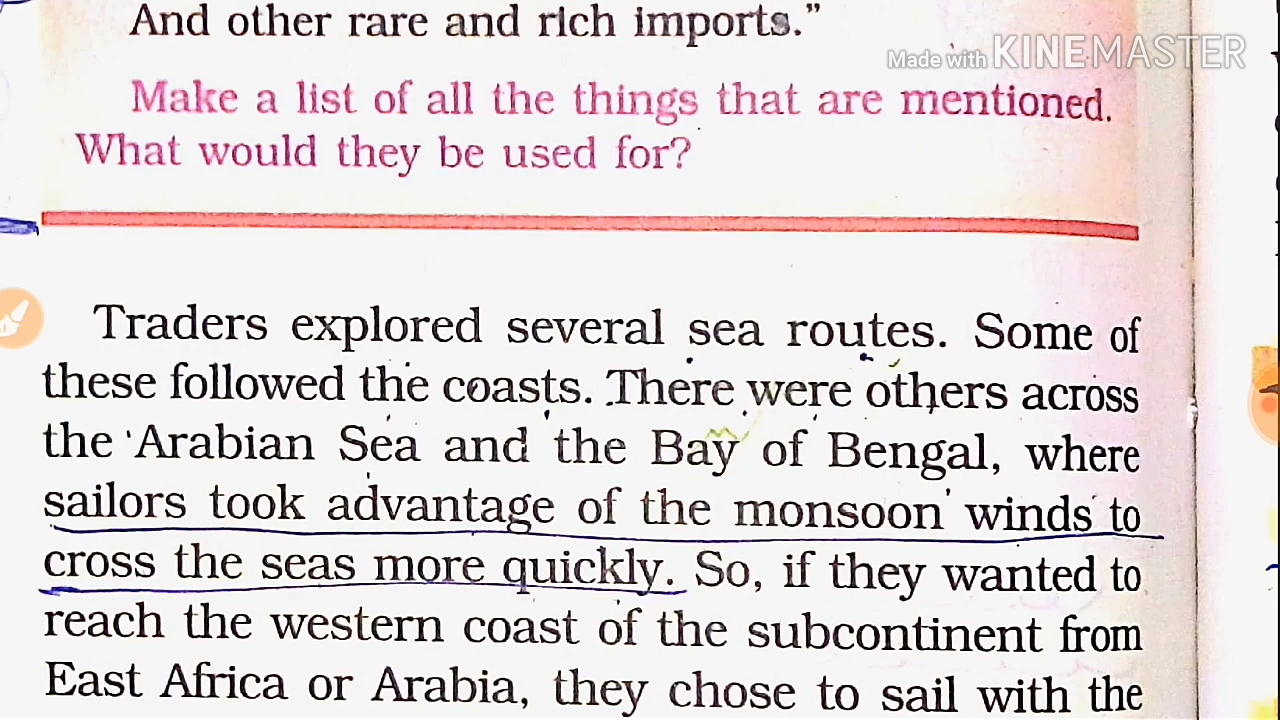 And other rare and rich imports.”
Made with KINEMASTER
Make a list of all the things that are mentioned.
What would they be used for?
Traders explored several sea routes. Some of
these followed the coasts. There were others across
the Arabian Sea and the Bay of Bengal, where
sailors took advantage of the monsoon winds to
cross the seas more quickly. So, if they wanted to
reach the western coast of the subcontinent from
East Africa or Arabia, they chose to sail with the